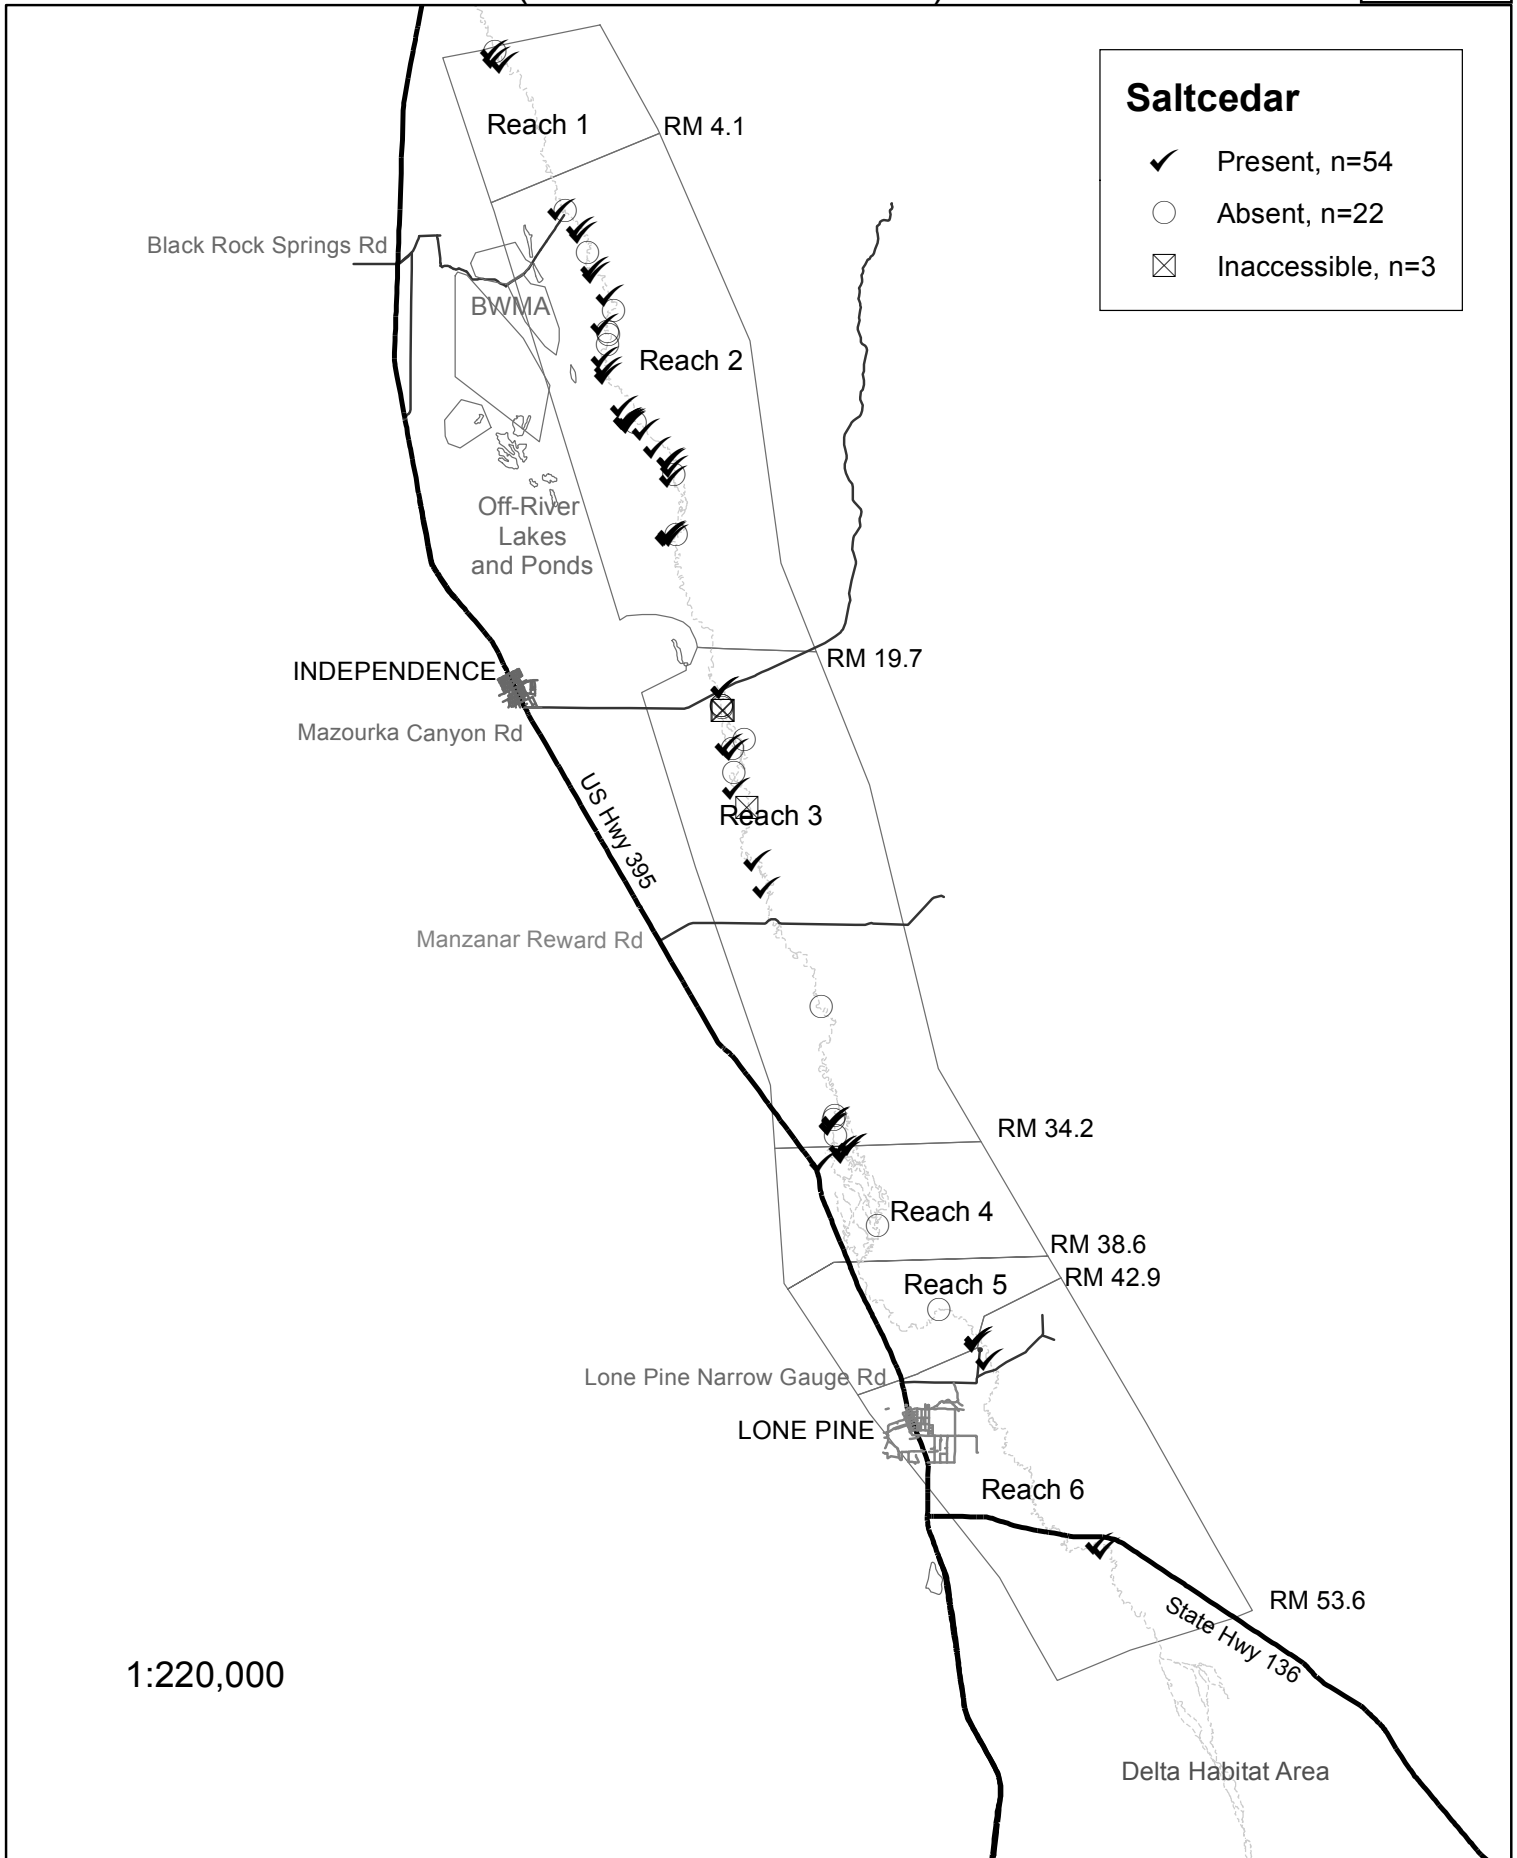 Saltcedar
Present, n=54
Absent, n=22
Inaccessible, n=3
Reach 1
RM 4.1
Black Rock Springs Rd
BWMA
Reach 2
Off-River
Lakes
and Ponds
INDEPENDENCE
RM 19.7
Mazourka Canyon Rd
US Hwy 395
Reach 3
Manzanar Reward Rd
RM 34.2
Reach 4
RM 38.6
RM 42.9
Reach 5
Lone Pine Narrow Gauge Rd
LONE PINE
Reach 6
RM 53.6
State Hwy 136
1:220,000
Delta Habitat Area